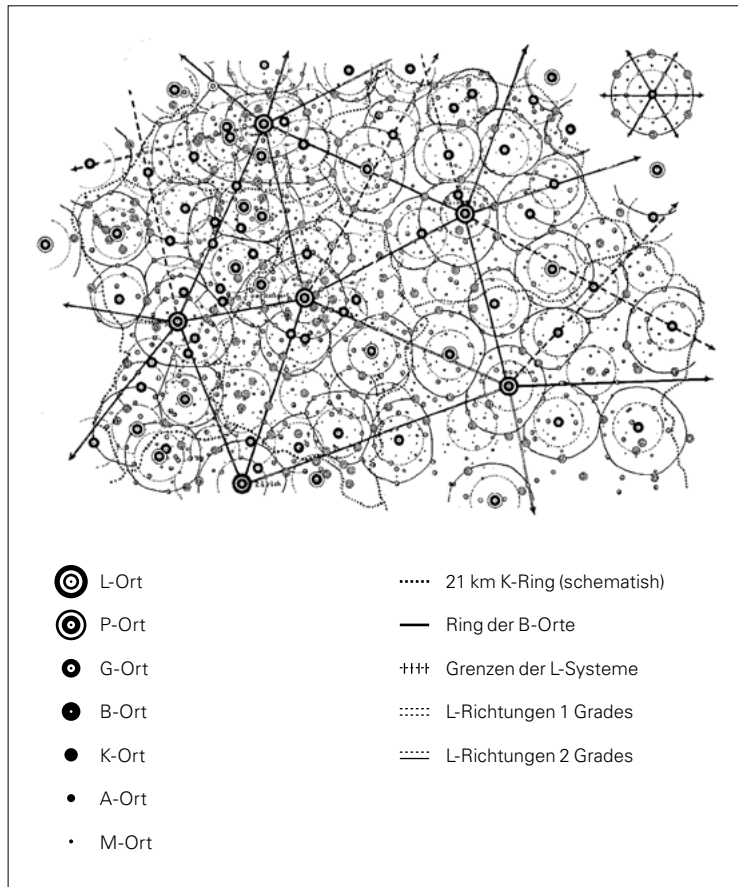 Zürich
L-Ort
P-Ort
G-Ort
B-Ort
K-Ort
A-Ort
M-Ort
21 km K-Ring (schematish)
Ring der B-Orte
Grenzen der L-Systeme
L-Richtungen 1 Grades
L-Richtungen 2 Grades